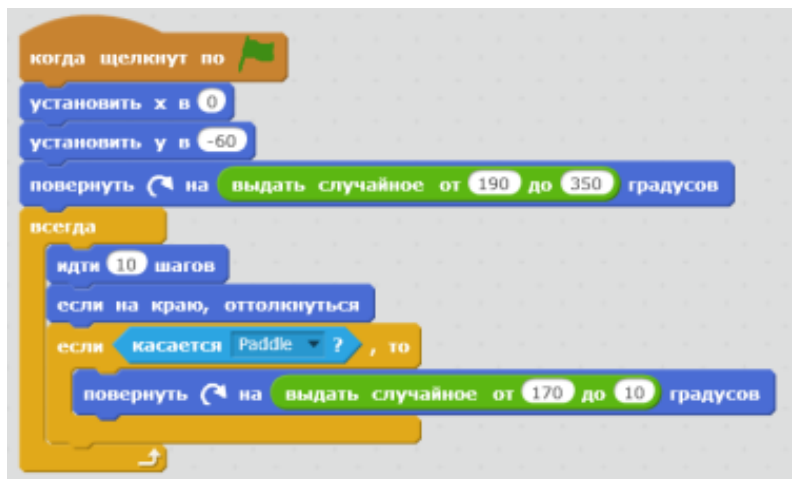 когда щелкнут по
установить x в 0
установить y в -60
повернуть на выдать случайное от 190 до 350 градусов
всегда
идти 10 шагов
если на краю, оттолкнуться
если касается Paddle ? , то
повернуть на выдать случайное от 170 до 10 градусов